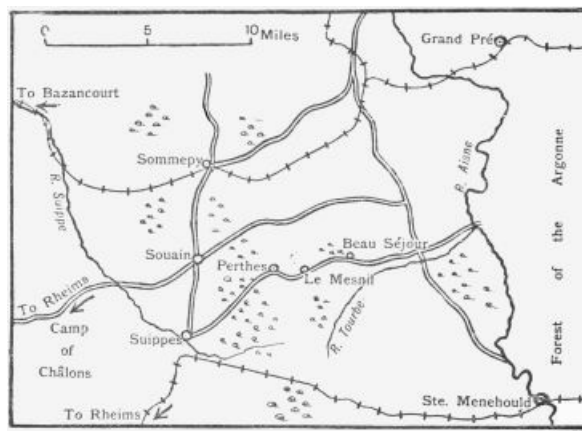 0 5 10 Miles
Grand Pré
To Bazancourt
Sommepy
R. Suippe
R. Aisne
Forest of the Argonne
Souain
Perthes
Beau Séjour
Le Mesnil
To Rheims
Camp
of
Châlons
Suippes
R. Tourbe
To Rheims
Ste. Menehould